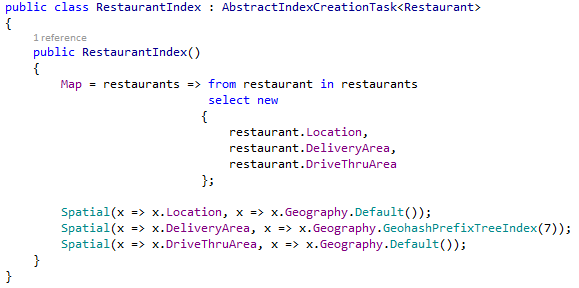 public class RestaurantIndex : AbstractIndexCreationTask<Restaurant>
{
    1 reference
    public RestaurantIndex()
    {
        Map = restaurants => from restaurant in restaurants
                             select new
                             {
                                 restaurant.Location,
                                 restaurant.DeliveryArea,
                                 restaurant.DriveThruArea
                             };
        Spatial(x => x.Location, x => x.Geography.Default());
        Spatial(x => x.DeliveryArea, x => x.Geography.GeohashPrefixTreeIndex(7));
        Spatial(x => x.DriveThruArea, x => x.Geography.Default());
    }
}